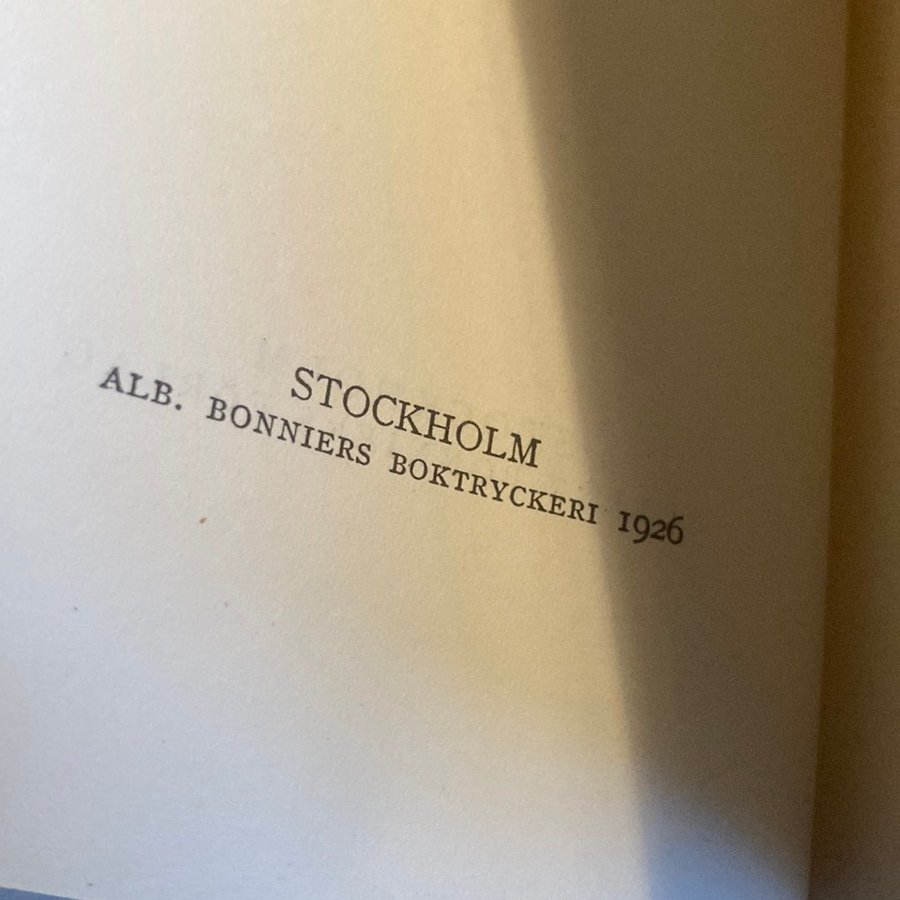 STOCKHOLM
ALB. BONNIERS BOKTRYCKERI 1926